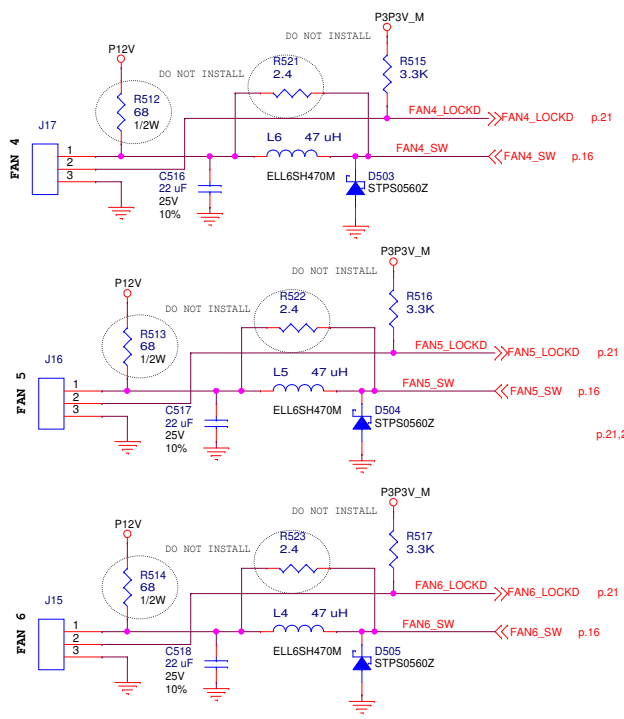 DO NOT INSTALL
P3P3V_M
P12V
DO NOT INSTALL
R521
2.4
R515
3.3K
R512
68
1/2W
FAN4_LOCKD
FAN4_LOCKD p.21
FAN 4
J17
1
2
3
L6 47 uH
ELL6SH470M
FAN4_SW
FAN4_SW p.16
C516
22 uF
25V
10%
D503
STPS0560Z
P3P3V_M
DO NOT INSTALL
P12V
DO NOT INSTALL
R522
2.4
R516
3.3K
R513
68
1/2W
FAN5_LOCKD
FAN5_LOCKD p.21
FAN 5
J16
1
2
3
L5 47 uH
ELL6SH470M
FAN5_SW
FAN5_SW p.16
C517
22 uF
25V
10%
D504
STPS0560Z
p.21,2
P3P3V_M
DO NOT INSTALL
P12V
DO NOT INSTALL
R523
2.4
R517
3.3K
R514
68
1/2W
FAN6_LOCKD
FAN6_LOCKD p.21
FAN 6
J15
1
2
3
L4 47 uH
ELL6SH470M
FAN6_SW
FAN6_SW p.16
C518
22 uF
25V
10%
D505
STPS0560Z